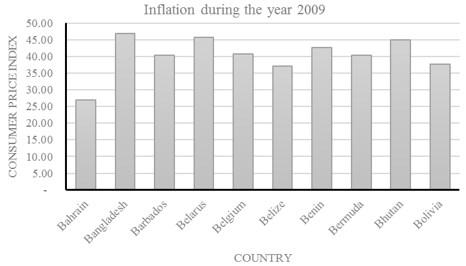 Inflation during the year 2009
CONSUMER PRICE INDEX
50.00
45.00
40.00
35.00
30.00
25.00
20.00
15.00
10.00
5.00
-
Bahrain
Bangladesh
Barbados
Belarus
Belgium
Belize
Benin
Bermuda
Bhutan
Bolivia
COUNTRY